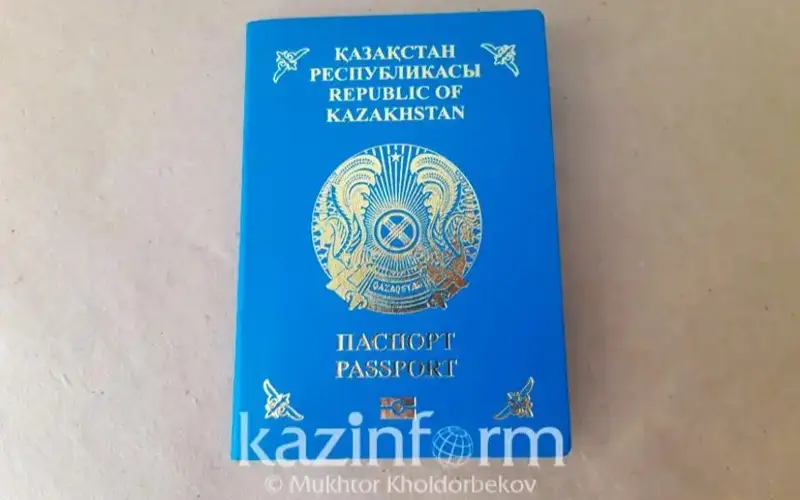 ҚАЗАҚСТАН
РЕСПУБЛИКАСЫ
REPUBLIC OF
KAZAKHSTAN
QAZAQSTAN
ПАСПОРТ
PASSPORT
kazinform
© Mukhtor Kholdorbekov